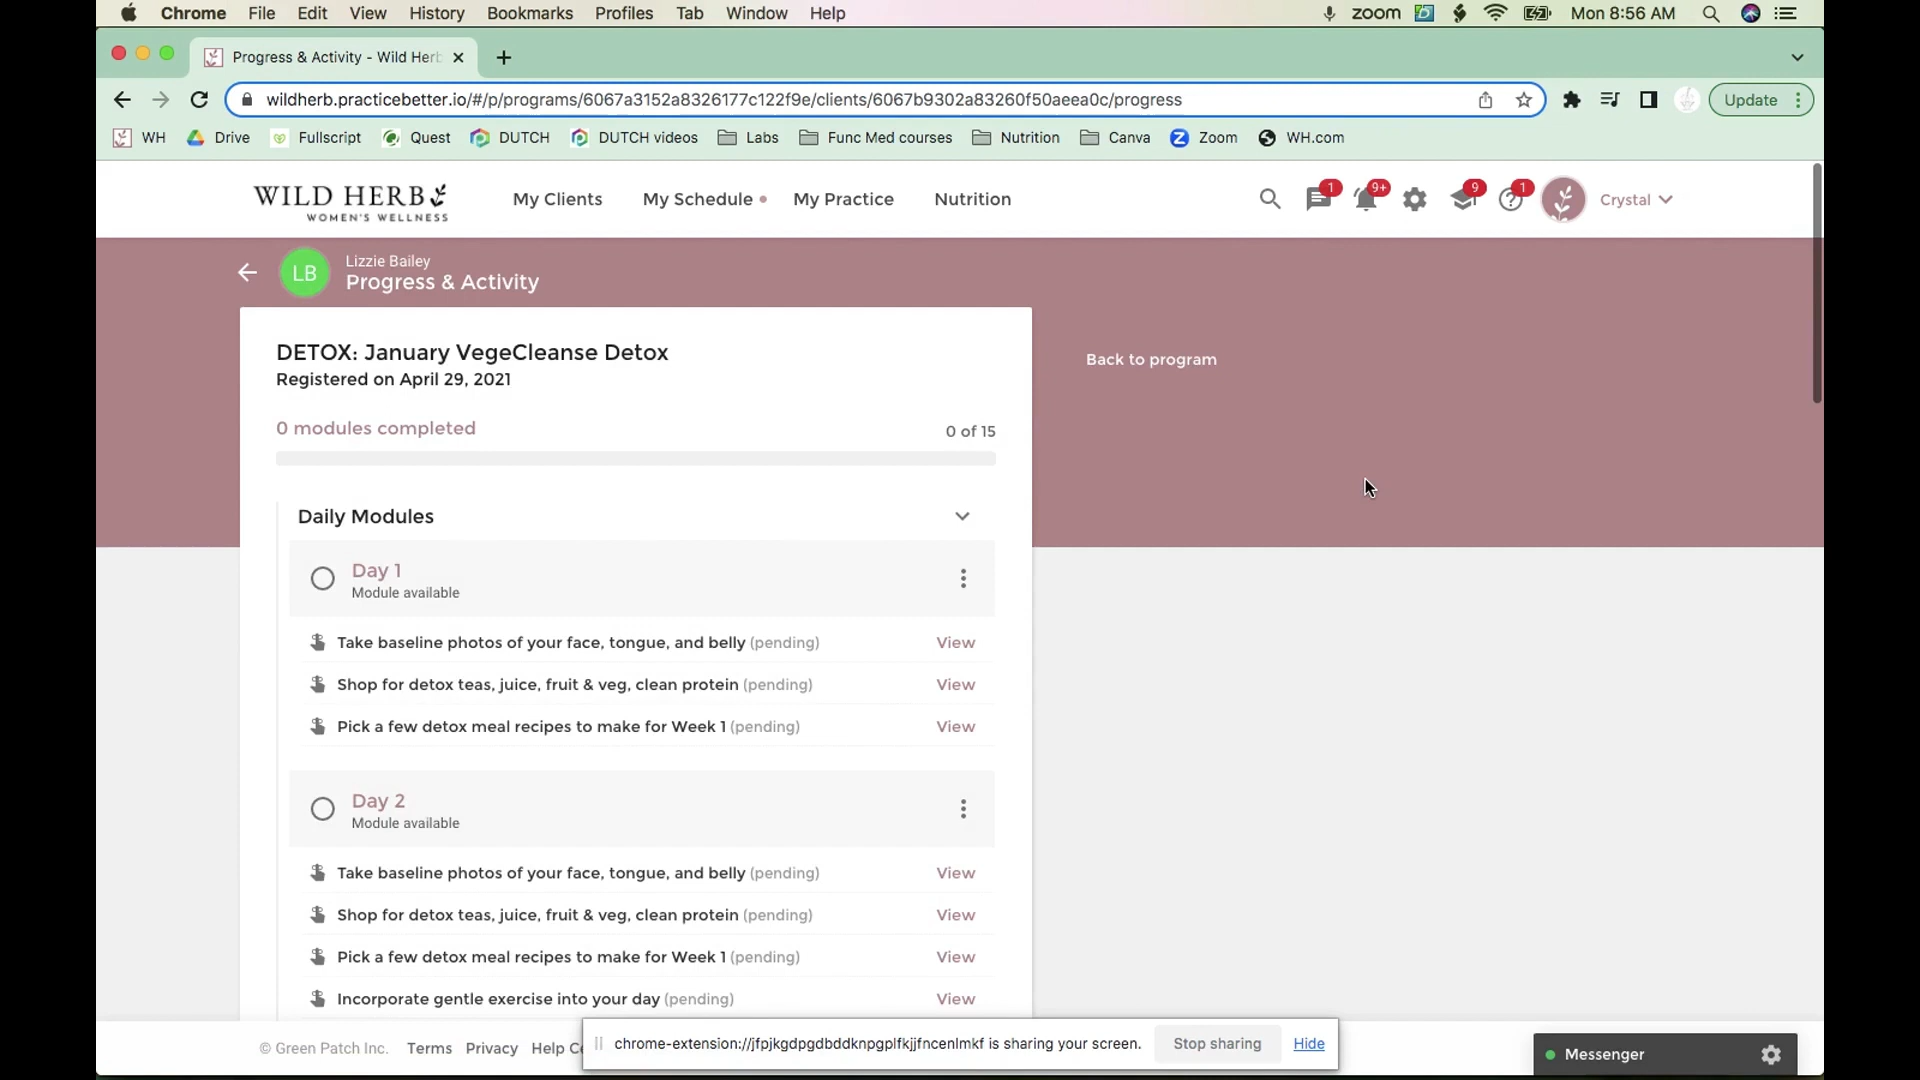 Chrome File Edit View History Bookmarks Profiles Tab Window Help zoom Mon 8:56 AM
Progress & Activity - Wild Herb
wildherb.practicebetter.io/#/p/programs/6067a3152a8326177c122f9e/clients/6067b9302a83260f50aeea0c/progress Update
WH Drive Fullscript Quest DUTCH DUTCH videos Labs Func Med courses Nutrition Canva Zoom WH.com
WILD HERB
WOMEN'S WELLNESS
My Clients My Schedule My Practice Nutrition 1 9+ 9 1 Crystal
LB
Lizzie Bailey
Progress & Activity
DETOX: January VegeCleanse Detox
Back to program
Registered on April 29, 2021
0 modules completed 0 of 15
Daily Modules
Day 1
Module available
Take baseline photos of your face, tongue, and belly (pending) View
Shop for detox teas, juice, fruit & veg, clean protein (pending) View
Pick a few detox meal recipes to make for Week 1 (pending) View
Day 2
Module available
Take baseline photos of your face, tongue, and belly (pending) View
Shop for detox teas, juice, fruit & veg, clean protein (pending) View
Pick a few detox meal recipes to make for Week 1 (pending) View
Incorporate gentle exercise into your day (pending) View
© Green Patch Inc. Terms Privacy Help Ce
chrome-extension://jfpjkgdpgdbddknpgplfkjjfncenlmkf is sharing your screen. Stop sharing Hide
Messenger